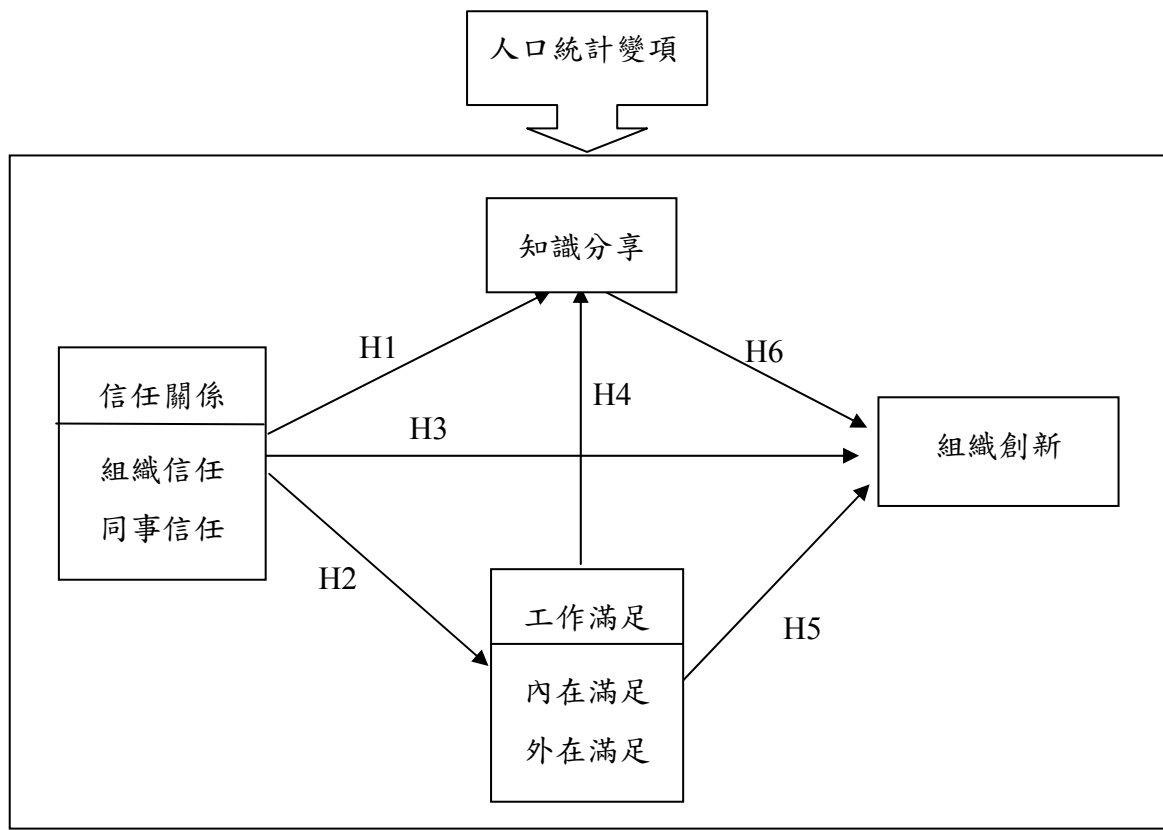 人口統計變項
知識分享
H1
H6
信任關係
H4
H3
組織創新
組織信任
同事信任
H2
工作滿足
H5
內在滿足
外在滿足